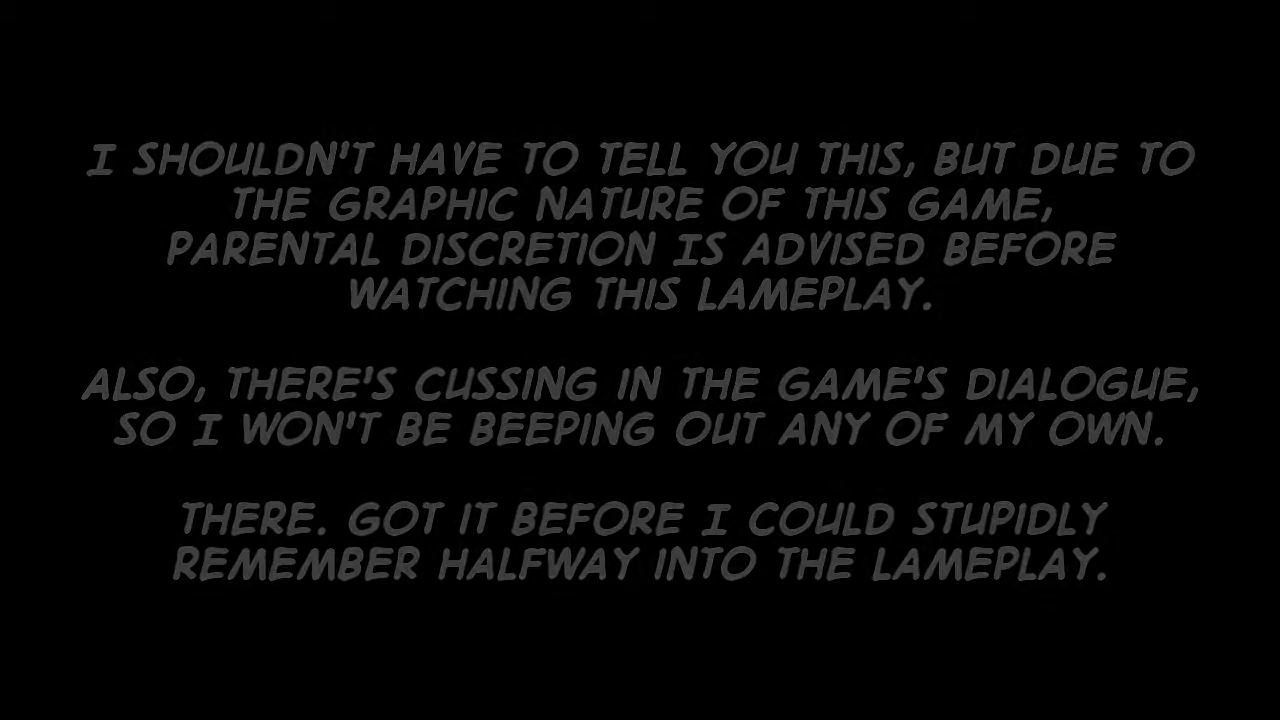 I SHOULDN'T HAVE TO TELL YOU THIS, BUT DUE TO
THE GRAPHIC NATURE OF THIS GAME,
PARENTAL DISCRETION IS ADVISED BEFORE
WATCHING THIS LAMEPLAY.
ALSO, THERE'S CUSSING IN THE GAME'S DIALOGUE,
SO I WON'T BE BEEPING OUT ANY OF MY OWN.
THERE. GOT IT BEFORE I COULD STUPIDLY
REMEMBER HALFWAY INTO THE LAMEPLAY.